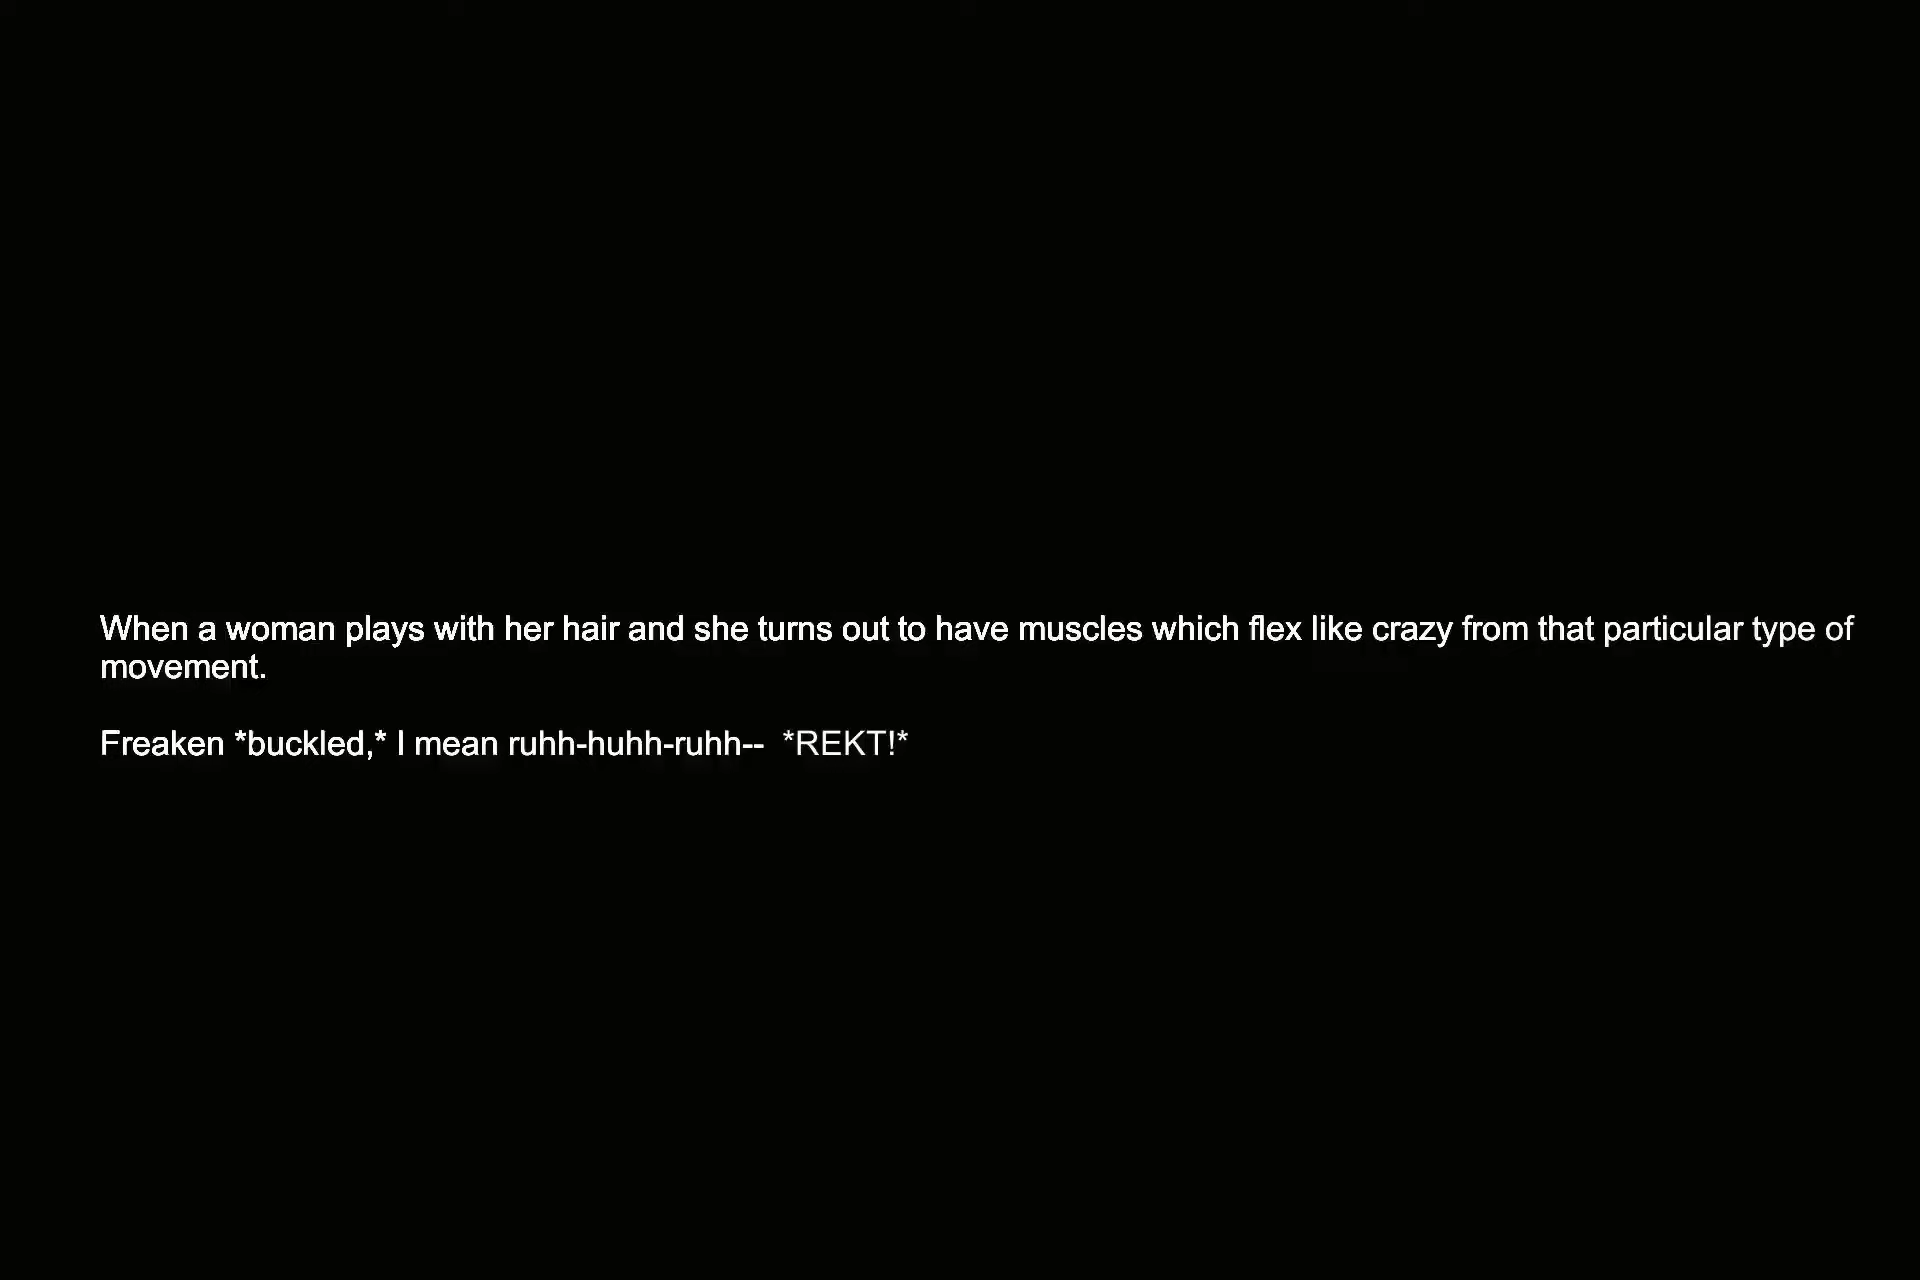 When a woman plays with her hair and she turns out to have muscles which flex like crazy from that particular type of
movement.
Freaken *buckled,* I mean ruhh-huhh-ruhh--  *REKT!*